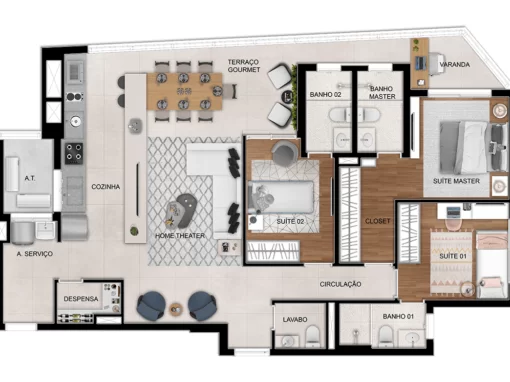 TERRAÇO
GOURMET
VARANDA
BANHO 02
BANHO
MASTER
A.T.
COZINHA
SUÍTE MASTER
SUÍTE 02
CLOSET
HOME-THEATER
A. SERVIÇO
SUÍTE 01
CIRCULAÇÃO
DESPENSA
LAVABO
BANHO 01